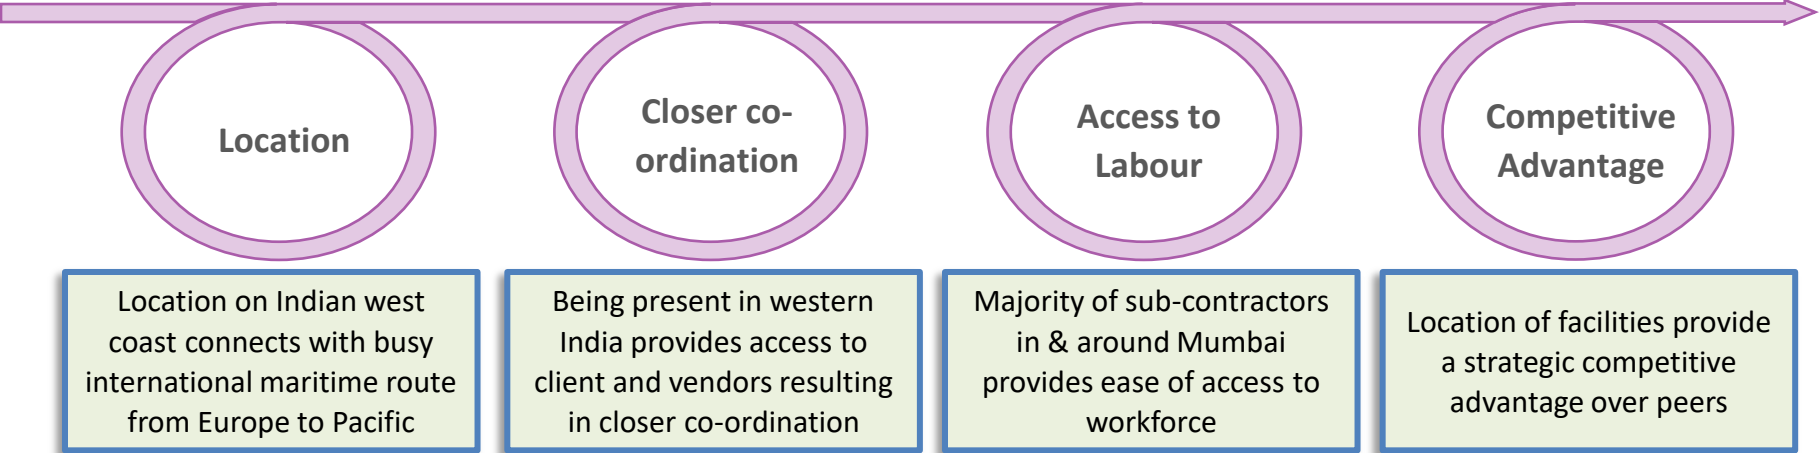 Location
Closer co-
ordination
Access to
Labour
Competitive
Advantage
Location on Indian west
coast connects with busy
international maritime route
from Europe to Pacific
Being present in western
India provides access to
client and vendors resulting
in closer co-ordination
Majority of sub-contractors
in & around Mumbai
provides ease of access to
workforce
Location of facilities provide
a strategic competitive
advantage over peers